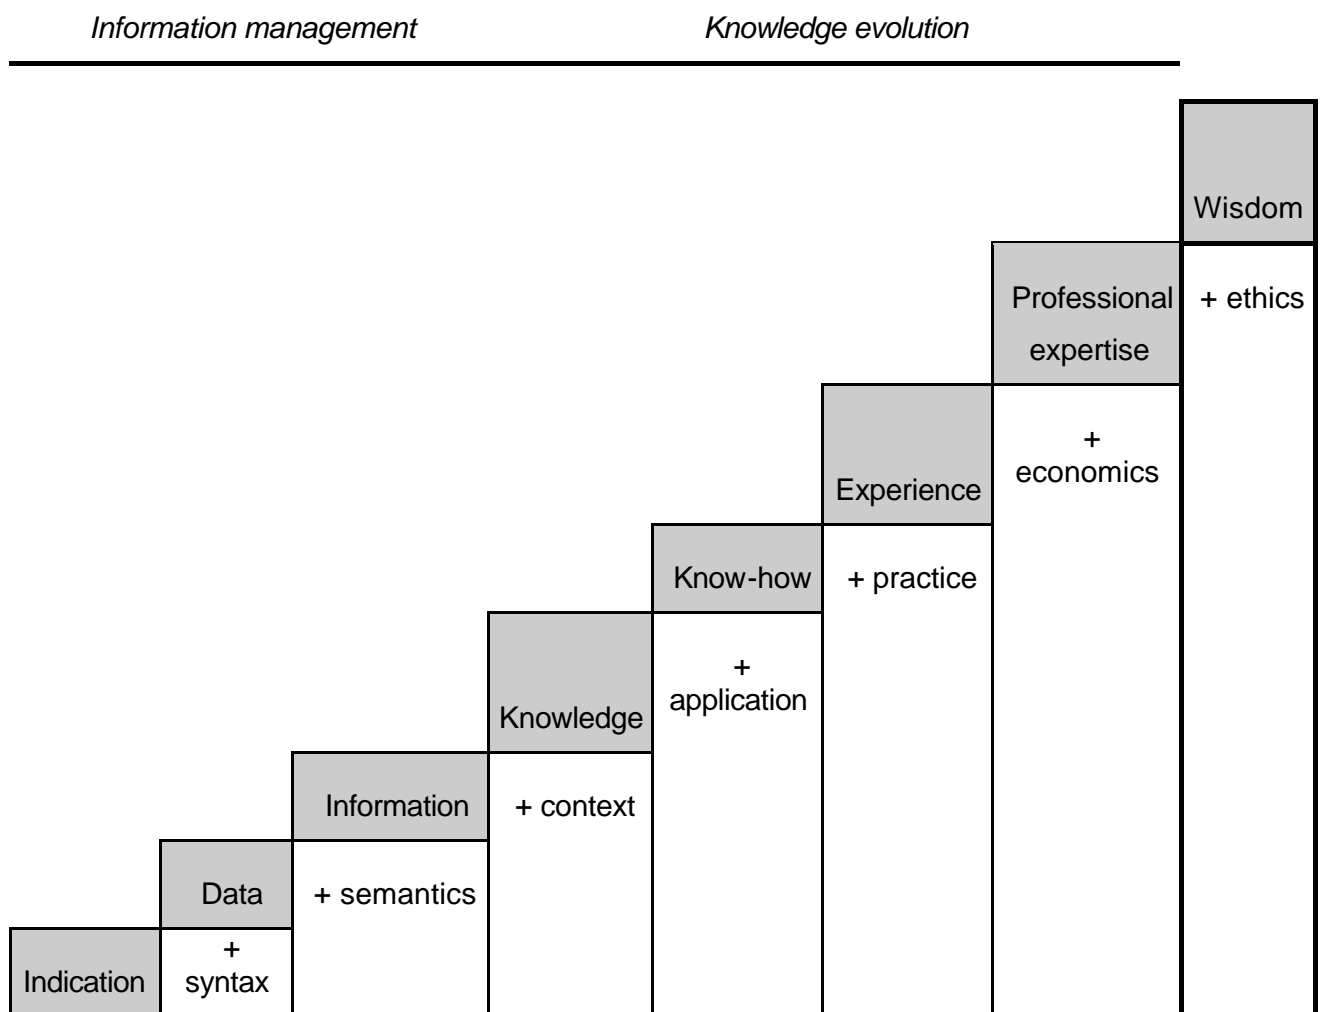 Information management
Knowledge evolution
Wisdom
Professional
expertise
+ ethics
+
economics
Experience
Know-how
+ practice
+
application
Knowledge
Information
+ context
Data
+ semantics
+
syntax
Indication